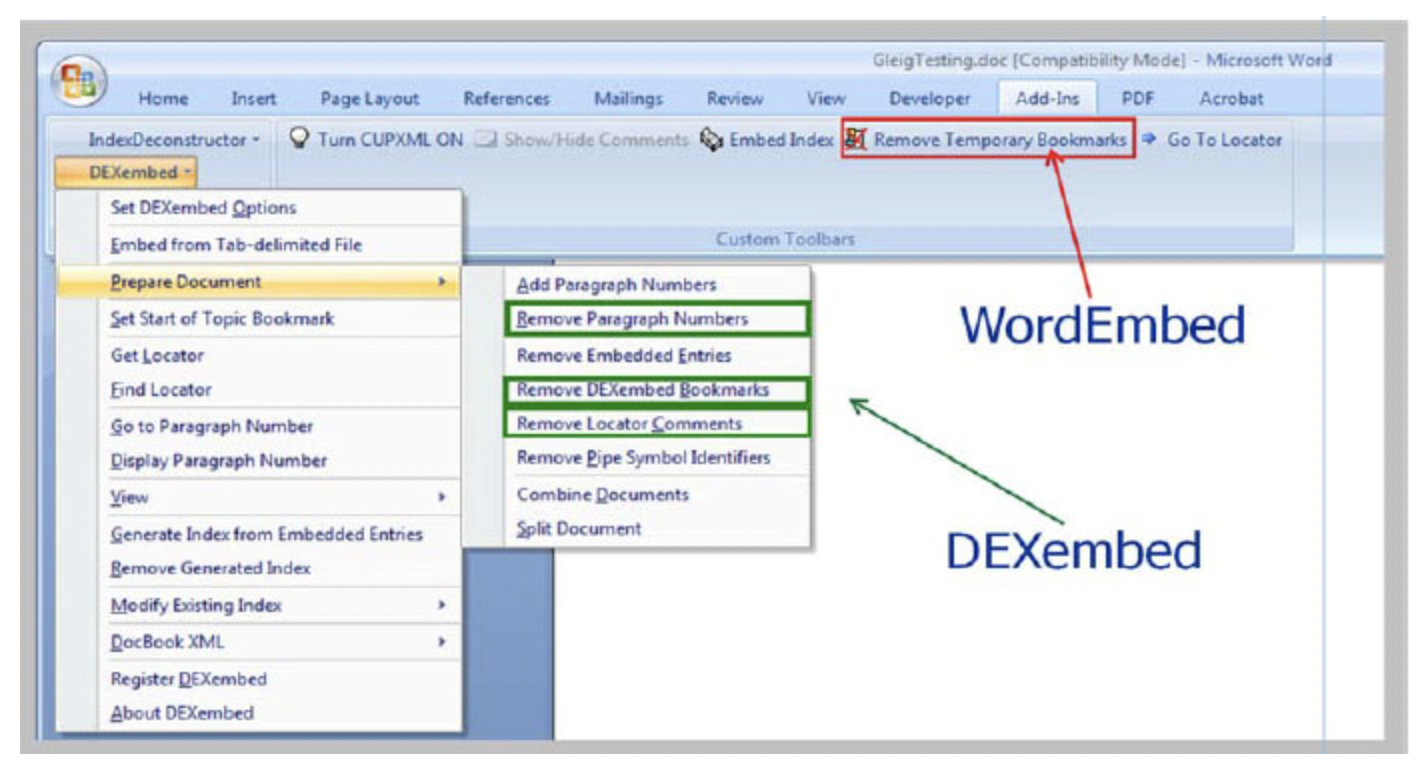 GleigTesting.doc [Compatibility Mode] - Microsoft Word
Home Insert Page Layout References Mailings Review View Developer Add-Ins PDF Acrobat
IndexDeconstructor Turn CUPXML ON Show/Hide Comments Embed Index Remove Temporary Bookmarks Go To Locator
DEXembed
Custom Toolbars
Set DEXembed Options
Embed from Tab-delimited File
Prepare Document
Set Start of Topic Bookmark
Get Locator
Find Locator
Go to Paragraph Number
Display Paragraph Number
View
Generate Index from Embedded Entries
Remove Generated Index
Modify Existing Index
DocBook XML
Register DEXembed
About DEXembed
Add Paragraph Numbers
Remove Paragraph Numbers
Remove Embedded Entries
Remove DEXembed Bookmarks
Remove Locator Comments
Remove Pipe Symbol Identifiers
Combine Documents
Split Document
WordEmbed
DEXembed